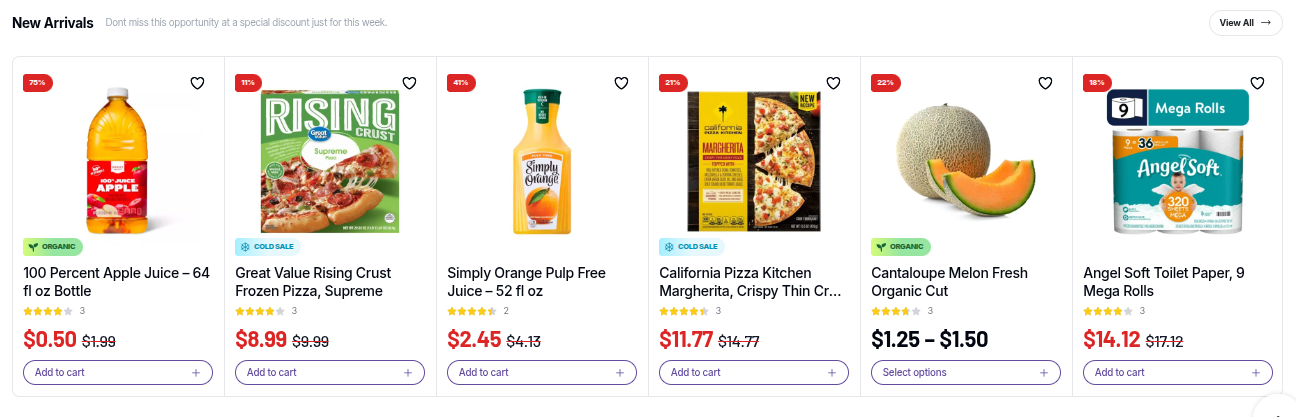 New Arrivals
Dont miss this opportunity at a special discount just for this week.
View All
75%
100% JUICE
APPLE
ORGANIC
100 Percent Apple Juice – 64
fl oz Bottle
3
$0.50 $1.99
Add to cart
11%
RISING
CRUST
Great Value
Supreme
Pizza
COLD SALE
Great Value Rising Crust
Frozen Pizza, Supreme
3
$8.99 $9.99
Add to cart
41%
Simply
Orange
Simply Orange Pulp Free
Juice – 52 fl oz
2
$2.45 $4.13
Add to cart
21%
NEW
RECIPE
california
PIZZA KITCHEN
MARGHERITA
COLD SALE
California Pizza Kitchen
Margherita, Crispy Thin Cr...
3
$11.77 $14.77
Add to cart
22%
ORGANIC
Cantaloupe Melon Fresh
Organic Cut
3
$1.25 – $1.50
Select options
18%
9
Mega Rolls
9 36
Angel Soft
320
SHEETS
MEGA
Angel Soft Toilet Paper, 9
Mega Rolls
3
$14.12 $17.12
Add to cart